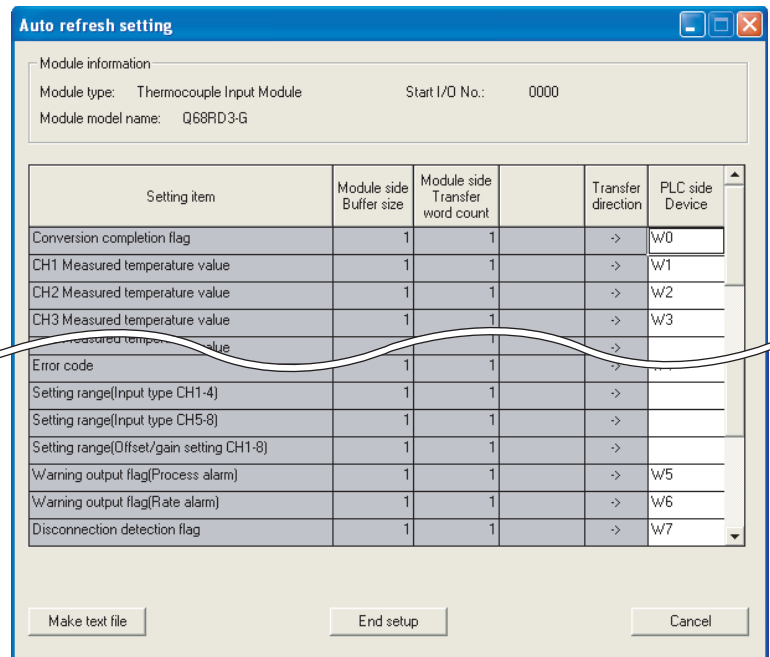 Auto refresh setting
Module information
Module type: Thermocouple Input Module Start I/O No.: 0000
Module model name: Q68RD3-G
Setting item Module side Buffer size Module side Transfer word count Transfer direction PLC side Device
Conversion completion flag 1 1 -> W0
CH1 Measured temperature value 1 1 -> W1
CH2 Measured temperature value 1 1 -> W2
CH3 Measured temperature value 1 1 -> W3
Measured temperature value 1 ->
Error code 1 1 ->
Setting range(Input type CH1-4) 1 1 ->
Setting range(Input type CH5-8) 1 1 ->
Setting range(Offset/gain setting CH1-8) 1 1 ->
Warning output flag(Process alarm) 1 1 -> W5
Warning output flag(Rate alarm) 1 1 -> W6
Disconnection detection flag 1 1 -> W7
Make text file End setup Cancel